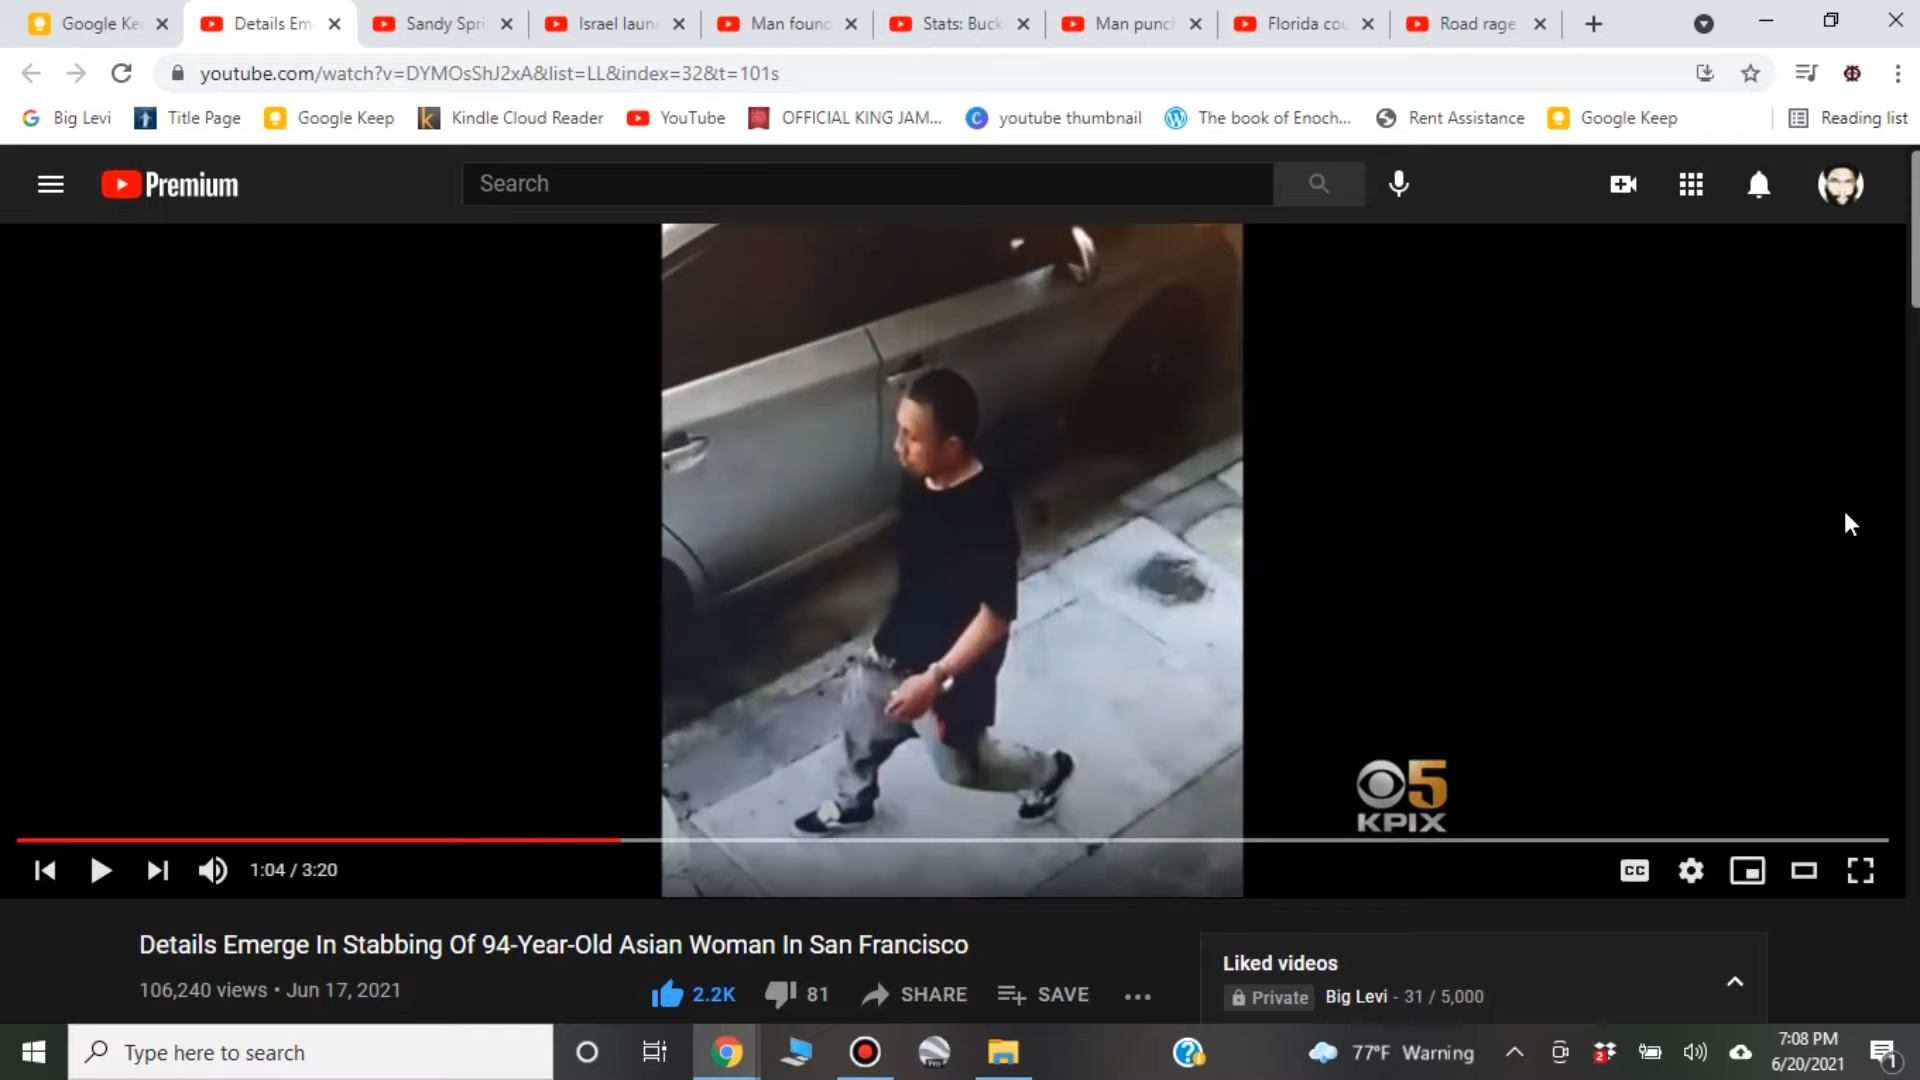 Google Ke
Details Em
Sandy Spri
Israel laun
Man found
Stats: Buck
Man punch
Florida cou
Road rage
youtube.com/watch?v=DYMOsShJ2xA&list=LL&index=32&t=101s
Big Levi
Title Page
Google Keep
Kindle Cloud Reader
YouTube
OFFICIAL KING JAM...
youtube thumbnail
The book of Enoch...
Rent Assistance
Google Keep
Reading list
Premium
Search
5
KPIX
1:04 / 3:20
CC
Details Emerge In Stabbing Of 94-Year-Old Asian Woman In San Francisco
106,240 views • Jun 17, 2021
2.2K
81
SHARE
SAVE
Liked videos
Private
Big Levi - 31 / 5,000
Type here to search
77°F Warning
7:08 PM
6/20/2021